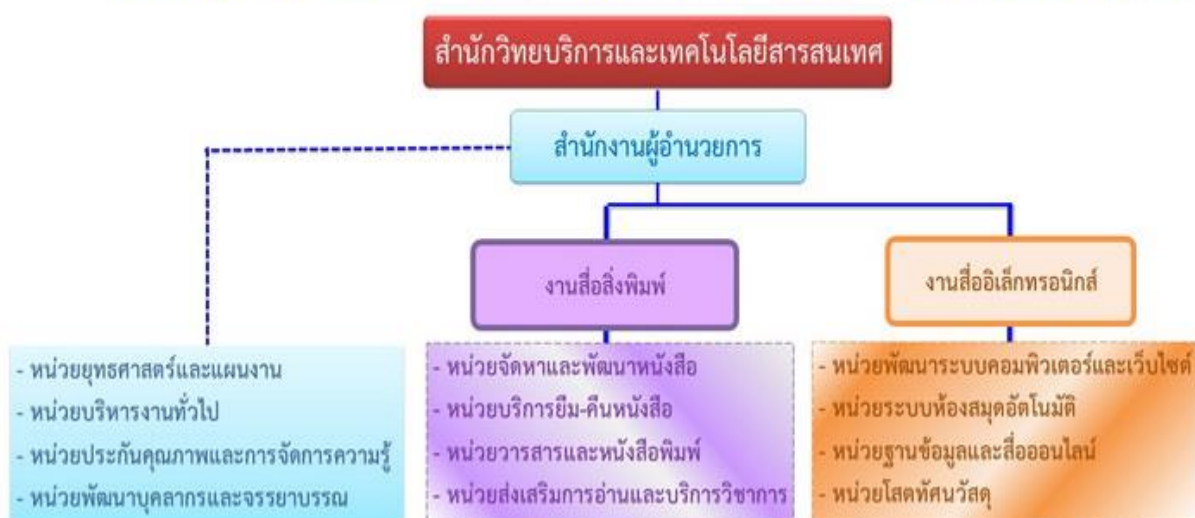 สำนักวิทยบริการและเทคโนโลยีสารสนเทศ
สำนักงานผู้อำนวยการ
งานสื่อสิ่งพิมพ์
งานสื่ออิเล็กทรอนิกส์
- หน่วยยุทธศาสตร์และแผนงาน
- หน่วยบริหารงานทั่วไป
- หน่วยประกันคุณภาพและการจัดการความรู้
- หน่วยพัฒนาบุคลากรและจรรยาบรรณ
- หน่วยจัดหาและพัฒนาหนังสือ
- หน่วยบริการยืม-คืนหนังสือ
- หน่วยวารสารและหนังสือพิมพ์
- หน่วยส่งเสริมการอ่านและบริการวิชาการ
- หน่วยพัฒนาระบบคอมพิวเตอร์และเว็บไซต์
- หน่วยระบบห้องสมุดอัตโนมัติ
- หน่วยฐานข้อมูลและสื่อออนไลน์
- หน่วยโสตทัศนวัสดุ